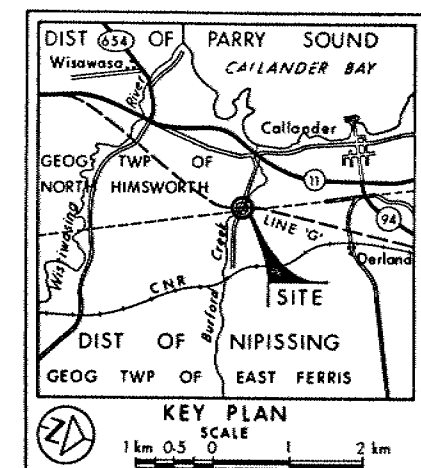 DIST OF PARRY SOUND
654
Wisawasa
CALLANDER BAY
River
Callander
GEOG TWP OF
NORTH HIMSWORTH
11
94
LINE 'G'
Derland
Wistiwasing
Creek
CNR
Burford
SITE
DIST OF NIPISSING
GEOG TWP OF EAST FERRIS
KEY PLAN
SCALE
N
1 km 0.5 0 1 2 km